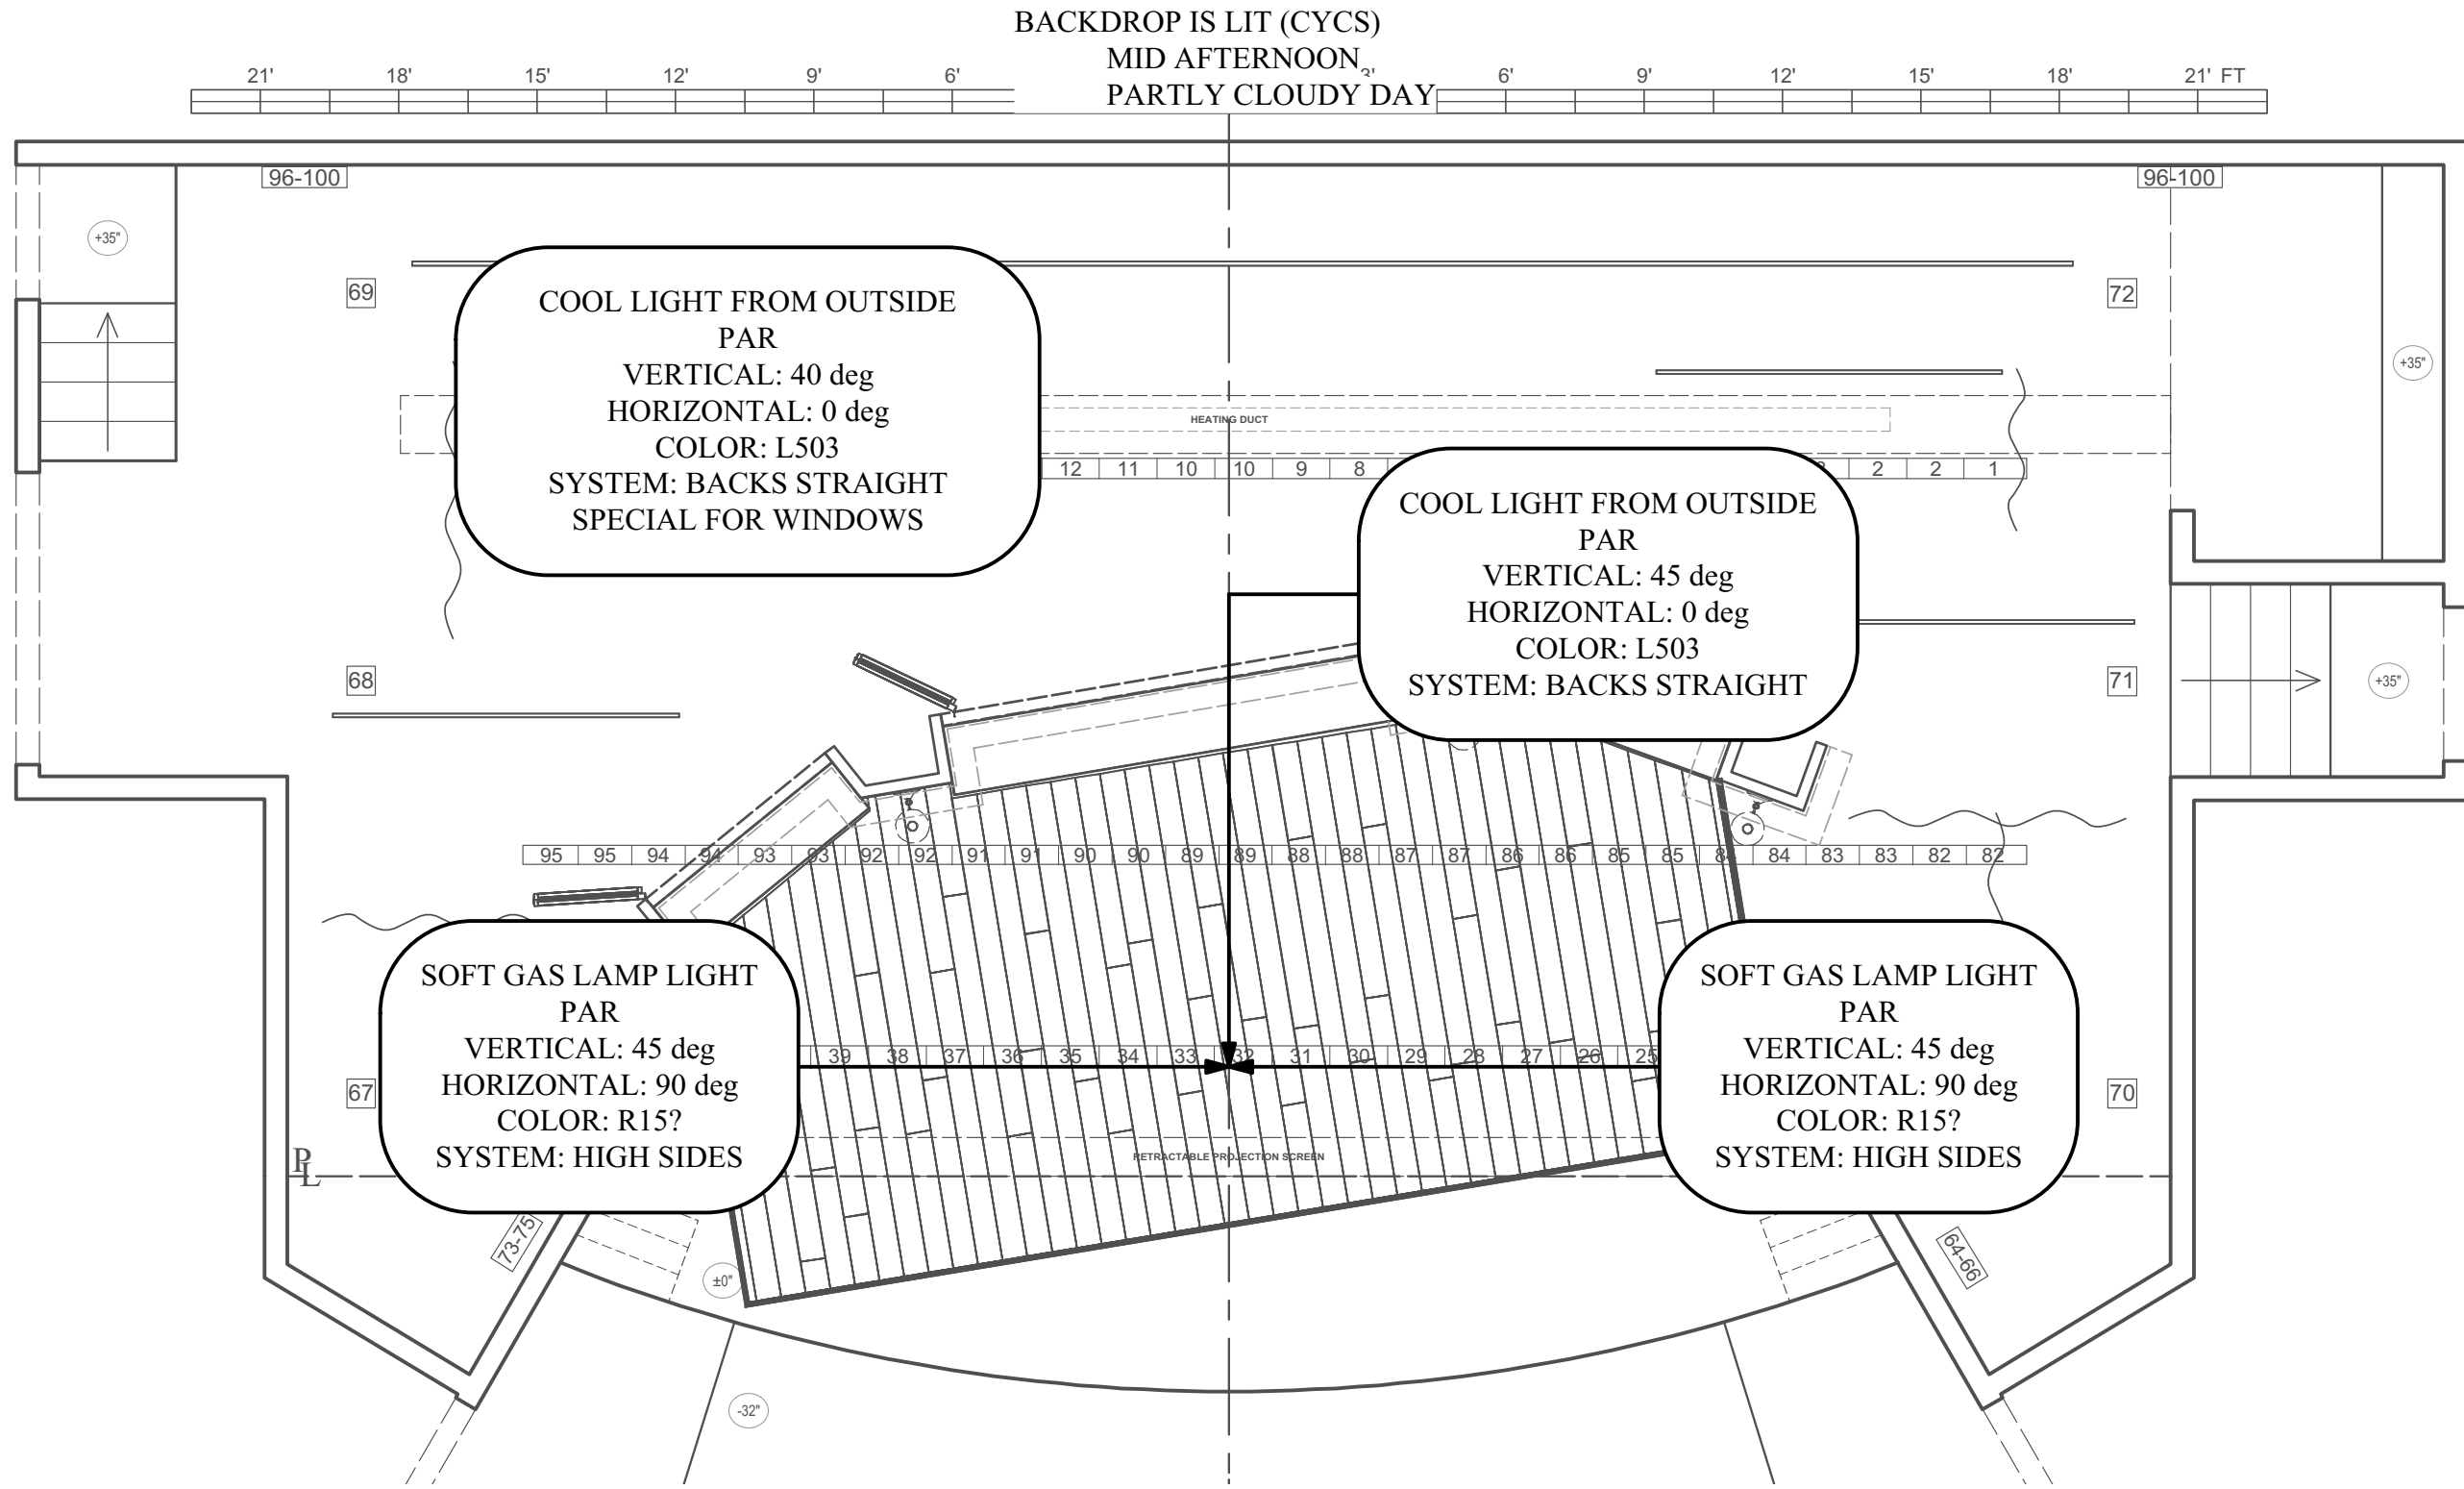 BACKDROP IS LIT (CYCS)
MID AFTERNOON
PARTLY CLOUDY DAY
21' 18' 15' 12' 9' 6' 3' 6' 9' 12' 15' 18' 21' FT
96-100 96-100
+35"
69 72
COOL LIGHT FROM OUTSIDE
PAR
VERTICAL: 40 deg
HORIZONTAL: 0 deg
COLOR: L503
SYSTEM: BACKS STRAIGHT
SPECIAL FOR WINDOWS
+35"
HEATING DUCT
12 11 10 10 9 8 2 2 1
COOL LIGHT FROM OUTSIDE
PAR
VERTICAL: 45 deg
HORIZONTAL: 0 deg
COLOR: L503
SYSTEM: BACKS STRAIGHT
68 71
+35"
95 95 94 94 93 93 92 92 91 91 90 90 89 89 88 88 87 87 86 86 85 85 84 84 83 83 82 82
SOFT GAS LAMP LIGHT
PAR
VERTICAL: 45 deg
HORIZONTAL: 90 deg
COLOR: R15?
SYSTEM: HIGH SIDES
SOFT GAS LAMP LIGHT
PAR
VERTICAL: 45 deg
HORIZONTAL: 90 deg
COLOR: R15?
SYSTEM: HIGH SIDES
39 38 37 36 35 34 33 32 31 30 29 28 27 26 25
67 70
PL
RETRACTABLE PROJECTION SCREEN
73-75 64-66
±0"
-32"